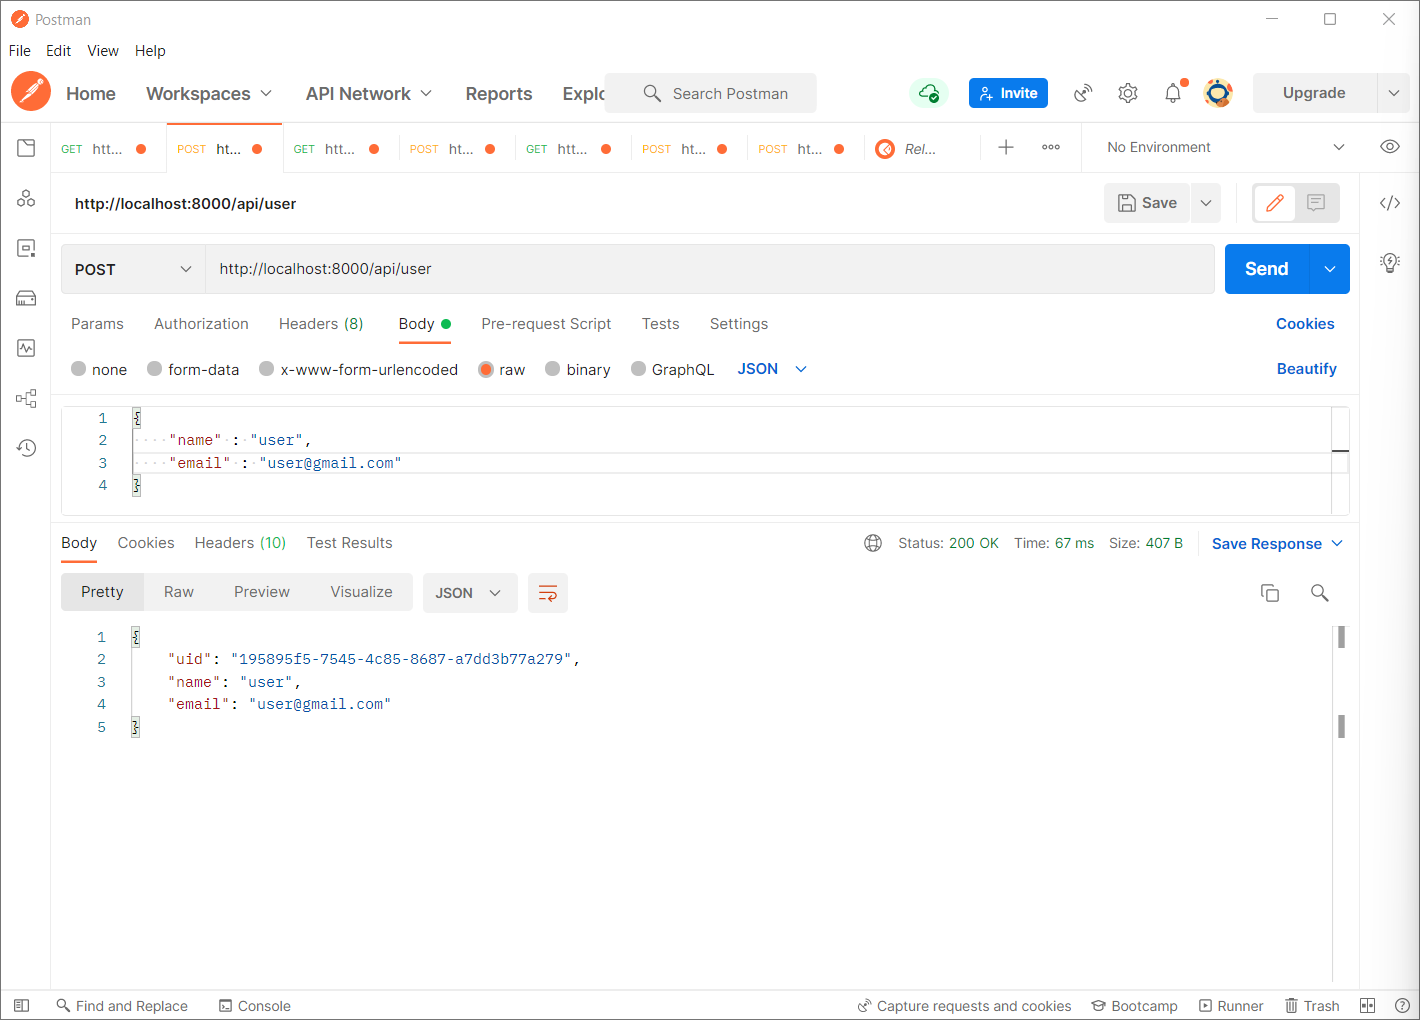 Postman
File Edit View Help
Home Workspaces API Network Reports Explo Search Postman Invite Upgrade
GET htt... POST ht... GET htt... POST ht... GET htt... POST ht... POST ht... Rel... No Environment
http://localhost:8000/api/user Save
POST http://localhost:8000/api/user Send
Params Authorization Headers (8) Body Pre-request Script Tests Settings Cookies
none form-data x-www-form-urlencoded raw binary GraphQL JSON Beautify
1 {
2 "name" : "user",
3 "email" : "user@gmail.com"
4 }
Body Cookies Headers (10) Test Results Status: 200 OK Time: 67 ms Size: 407 B Save Response
Pretty Raw Preview Visualize JSON
1 {
2 "uid": "195895f5-7545-4c85-8687-a7dd3b77a279",
3 "name": "user",
4 "email": "user@gmail.com"
5 }
Find and Replace Console Capture requests and cookies Bootcamp Runner Trash